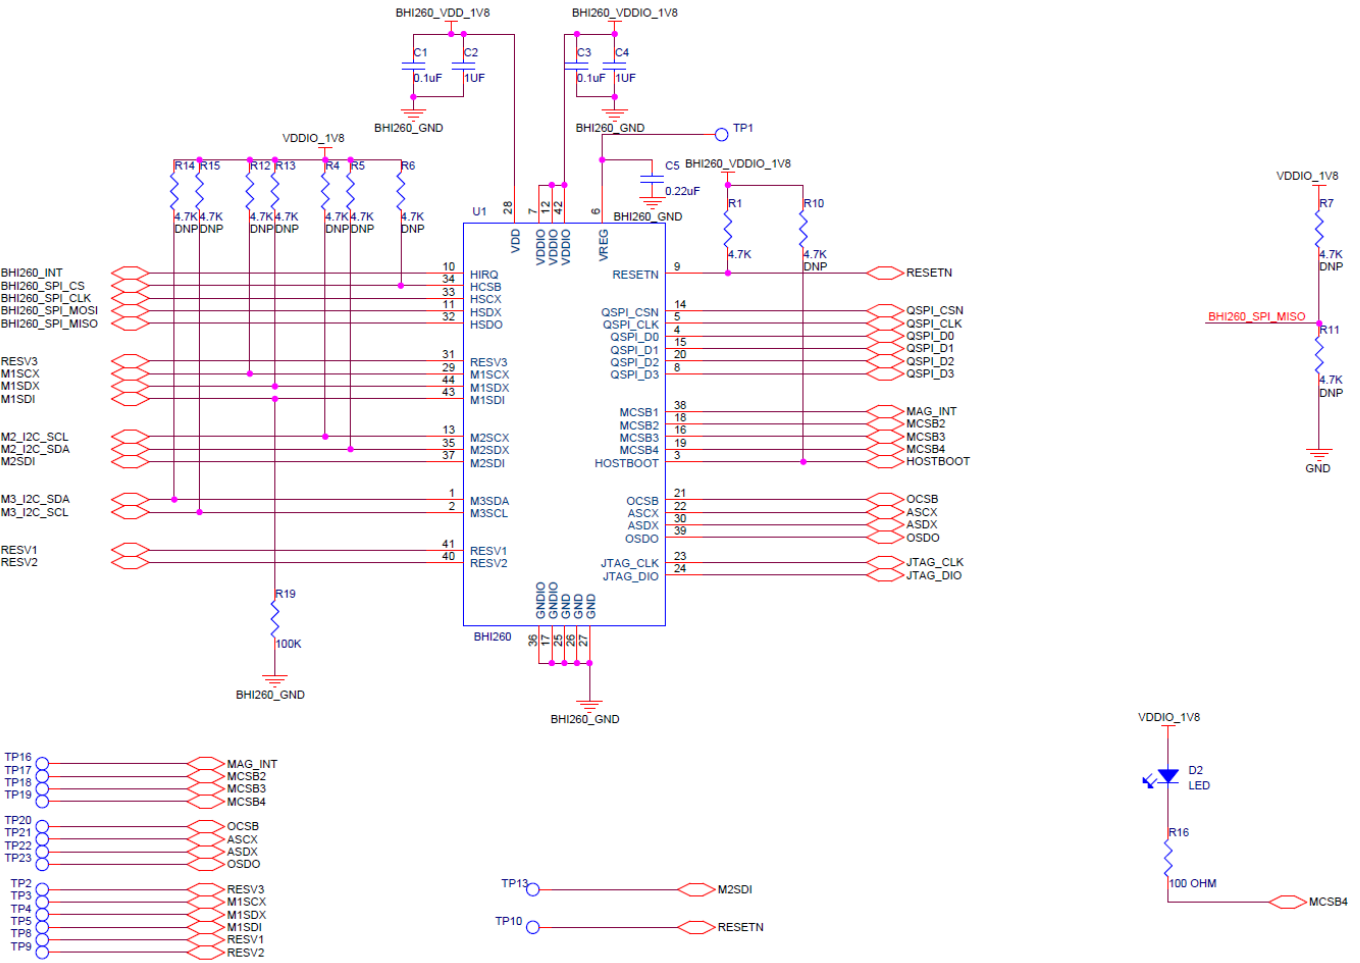 BHI260_VDD_1V8
BHI260_VDDIO_1V8
C1
0.1uF
C2
1UF
C3
0.1uF
C4
1UF
BHI260_GND
BHI260_GND
TP1
VDDIO_1V8
R14
4.7K
DNP
R15
4.7K
DNP
R12
4.7K
DNP
R13
4.7K
DNP
R4
4.7K
DNP
R5
4.7K
DNP
R6
4.7K
DNP
C5
0.22uF
BHI260_GND
BHI260_VDDIO_1V8
R1
4.7K
R10
4.7K
DNP
U1
28
VDD
7
VDDIO
12
VDDIO
42
VDDIO
6
VREG
BHI260_INT 10 HIRQ
BHI260_SPI_CS 34 HCSB
BHI260_SPI_CLK 33 HSCX
BHI260_SPI_MOSI 11 HSDX
BHI260_SPI_MISO 32 HSDO
RESV3 31 RESV3
M1SCX 29 M1SCX
M1SDX 44 M1SDX
M1SDI 43 M1SDI
M2_I2C_SCL 13 M2SCX
M2_I2C_SDA 35 M2SDX
M2SDI 37 M2SDI
M3_I2C_SDA 1 M3SDA
M3_I2C_SCL 2 M3SCL
RESV1 41 RESV1
RESV2 40 RESV2
RESETN 9 RESETN
QSPI_CSN 14 QSPI_CSN
QSPI_CLK 5 QSPI_CLK
QSPI_D0 4 QSPI_D0
QSPI_D1 15 QSPI_D1
QSPI_D2 20 QSPI_D2
QSPI_D3 8 QSPI_D3
MCSB1 38 MAG_INT
MCSB2 18 MCSB2
MCSB3 16 MCSB3
MCSB4 19 MCSB4
HOSTBOOT 3 HOSTBOOT
OCSB 21 OCSB
ASCX 22 ASCX
ASDX 30 ASDX
OSDO 39 OSDO
JTAG_CLK 23 JTAG_CLK
JTAG_DIO 24 JTAG_DIO
GNDIO
36
GNDIO
17
GND
25
GND
26
GND
27
BHI260
BHI260_GND
R19
100K
BHI260_GND
VDDIO_1V8
R7
4.7K
DNP
BHI260_SPI_MISO
R11
4.7K
DNP
GND
TP16 MAG_INT
TP17 MCSB2
TP18 MCSB3
TP19 MCSB4
TP20 OCSB
TP21 ASCX
TP22 ASDX
TP23 OSDO
TP2 RESV3
TP3 M1SCX
TP4 M1SDX
TP5 M1SDI
TP8 RESV1
TP9 RESV2
TP13 M2SDI
TP10 RESETN
VDDIO_1V8
D2
LED
R16
100 OHM
MCSB4